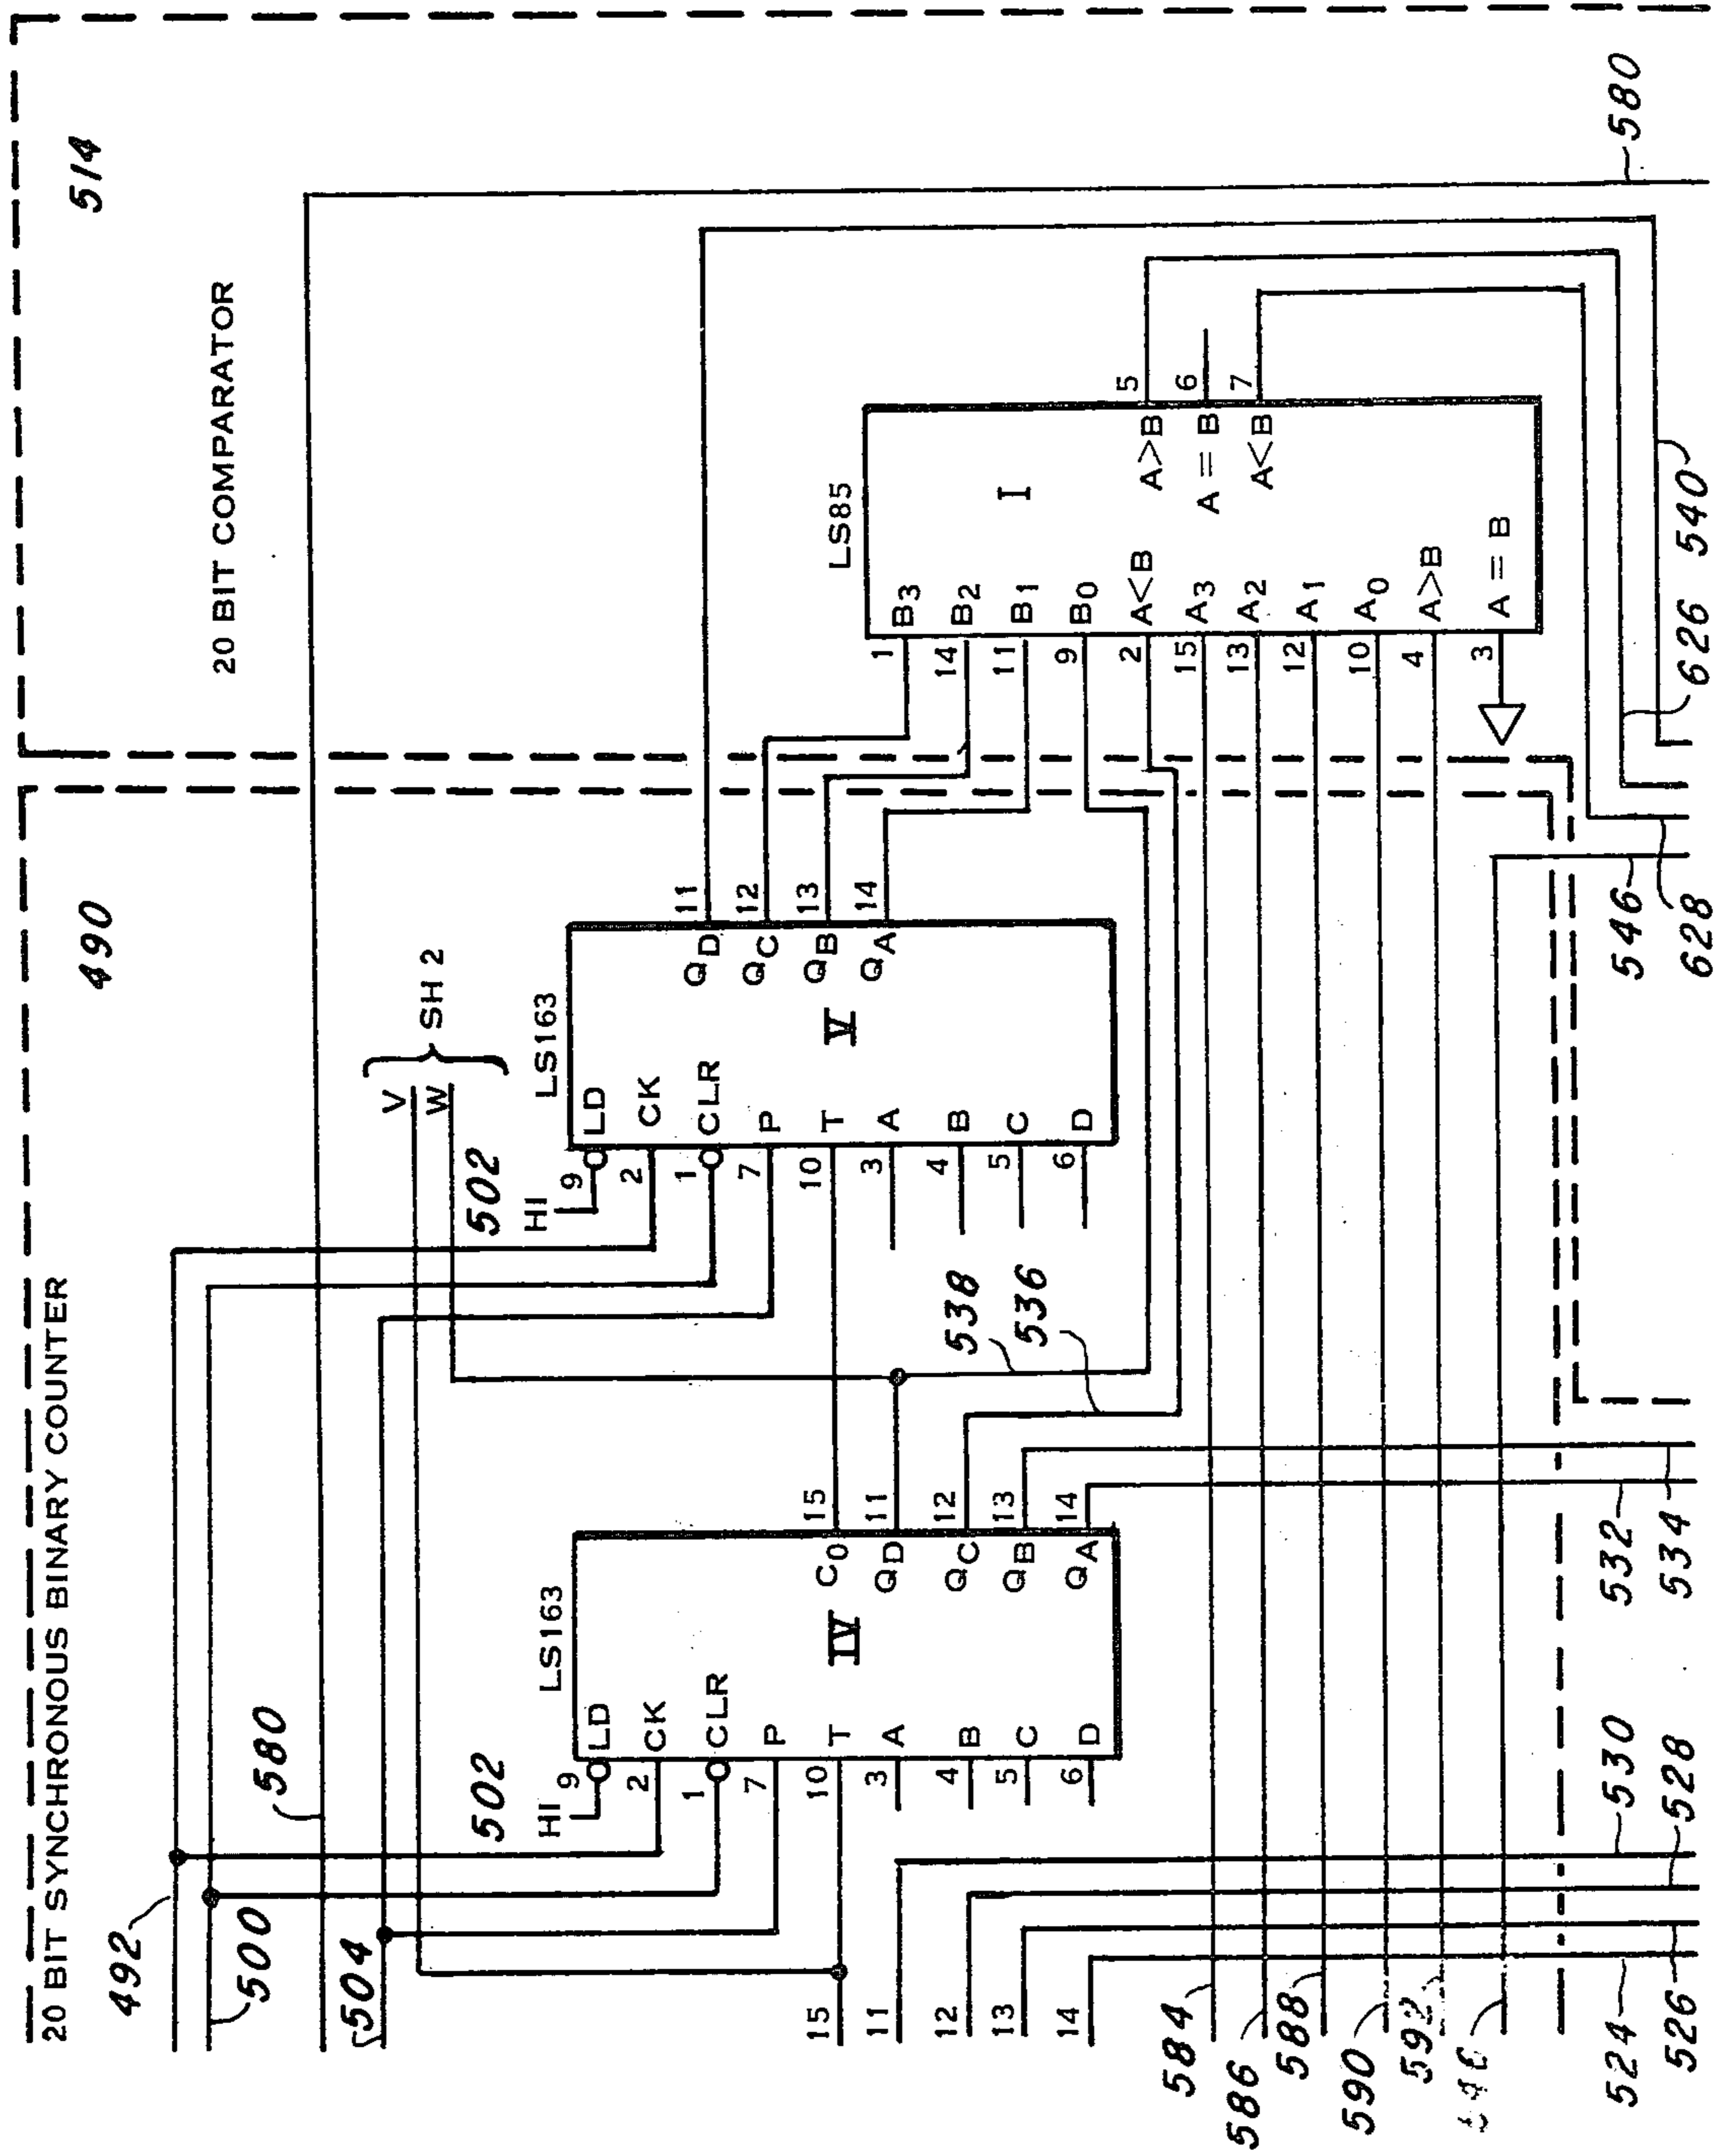 20 BIT SYNCHRONOUS BINARY COUNTER
490
514
20 BIT COMPARATOR
492
500
580
504
V
W
SH 2
502
HI
LS163
9
LD
2
CK
1
CLR
7
P
10
T
3
A
4
B
5
C
6
D
IV
C0
15
QD
11
QC
12
QB
13
QA
14
502
HI
LS163
9
LD
2
CK
1
CLR
7
P
10
T
3
A
4
B
5
C
6
D
V
QD
11
QC
12
QB
13
QA
14
538
536
LS85
I
1
B3
14
B2
11
B1
9
B0
2
A<B
15
A3
13
A2
12
A1
10
A0
4
A>B
3
A = B
A>B
5
A = B
6
A<B
7
580
15
11
12
13
14
584
586
588
590
592
524
526
528
530
532
534
546
628
626
540